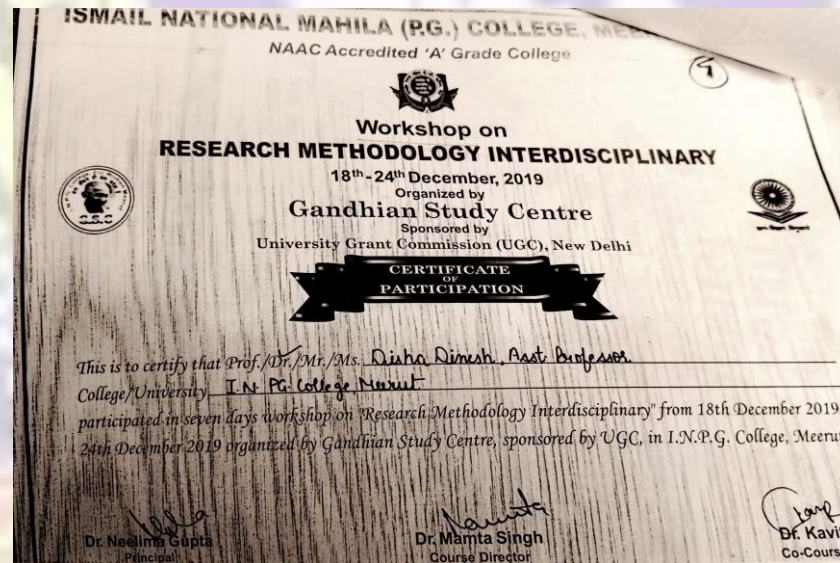 ISMAIL NATIONAL MAHILA (P.G.) COLLEGE,
NAAC Accredited ‘A’ Grade College
1
Workshop on
RESEARCH METHODOLOGY INTERDISCIPLINARY
18th-24th December, 2019
Organized by
Gandhian Study Centre
Sponsored by
University Grant Commission (UGC), New Delhi
G.S.C
CERTIFICATE
OF
PARTICIPATION
This is to certify that Prof./Dr./Mr./Ms. Disha Dinesh, Asst Professor
College/University I.N. PG College, Meerut
participated in seven days workshop on "Research Methodology Interdisciplinary" from 18th December 2019
24th December 2019 organized by Gandhian Study Centre, sponsored by UGC, in I.N.P.G. College,
Dr. Neelima Gupta Dr. Mamta Singh Dr.
Principal Course Director